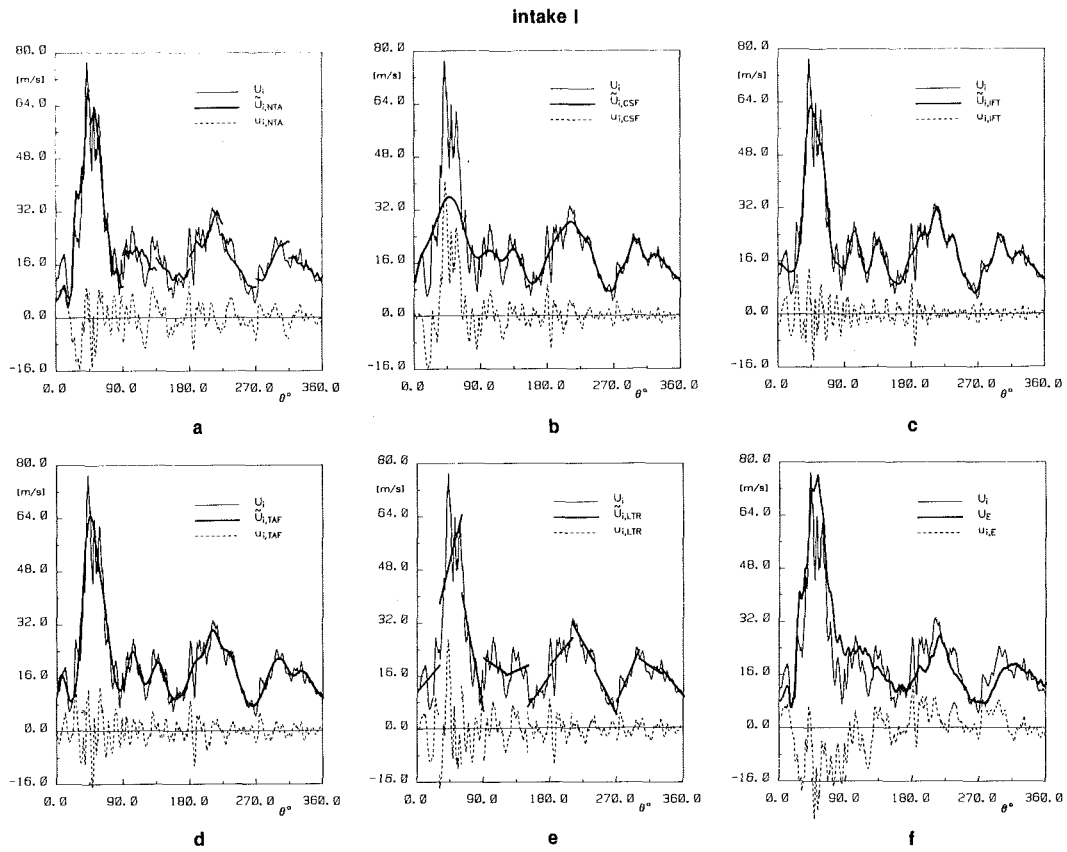 intake I
80.0
[m/s]
64.0
48.0
32.0
16.0
0.0
-16.0
0.0 90.0 180.0 270.0 360.0
θ°
Ui
Ũi,NTA
ui,NTA
a
80.0
[m/s]
64.0
48.0
32.0
16.0
0.0
-16.0
0.0 90.0 180.0 270.0 360.0
θ°
Ui
Ũi,CSF
ui,CSF
b
80.0
[m/s]
64.0
48.0
32.0
16.0
0.0
-16.0
0.0 90.0 180.0 270.0 360.0
θ°
Ui
Ũi,IFT
ui,IFT
c
80.0
[m/s]
64.0
48.0
32.0
16.0
0.0
-16.0
0.0 90.0 180.0 270.0 360.0
θ°
Ui
Ũi,TAF
ui,TAF
d
80.0
[m/s]
64.0
48.0
32.0
16.0
0.0
-16.0
0.0 90.0 180.0 270.0 360.0
θ°
Ui
Ũi,LTR
ui,LTR
e
80.0
[m/s]
64.0
48.0
32.0
16.0
0.0
-16.0
0.0 90.0 180.0 270.0 360.0
θ°
Ui
UE
ui,E
f